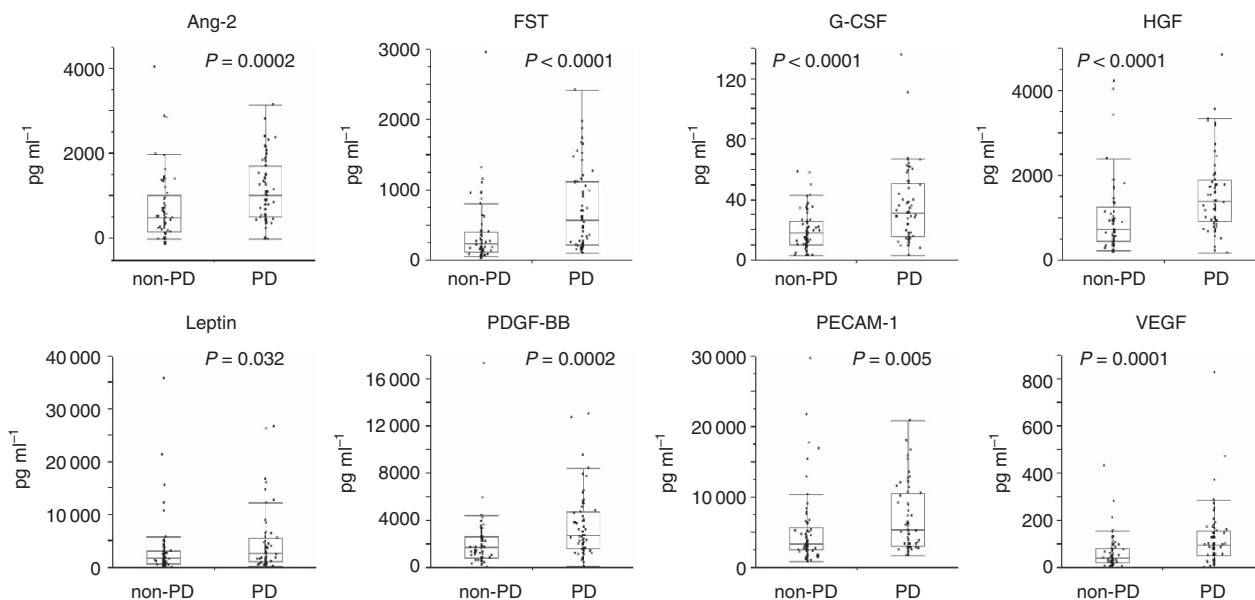 Ang-2 FST G-CSF HGF
P = 0.0002 P < 0.0001 P < 0.0001 P < 0.0001
pg ml–1 pg ml–1 pg ml–1 pg ml–1
4000 3000 120 4000
2000 2000 80 2000
0 1000 40 0
0 0
non-PD PD non-PD PD non-PD PD non-PD PD
Leptin PDGF-BB PECAM-1 VEGF
P = 0.032 P = 0.0002 P = 0.005 P = 0.0001
pg ml–1 pg ml–1 pg ml–1 pg ml–1
40 000 16 000 30 000 800
30 000 12 000 20 000 600
20 000 8000 10 000 400
10 000 4000 0 200
0 0 0
non-PD PD non-PD PD non-PD PD non-PD PD